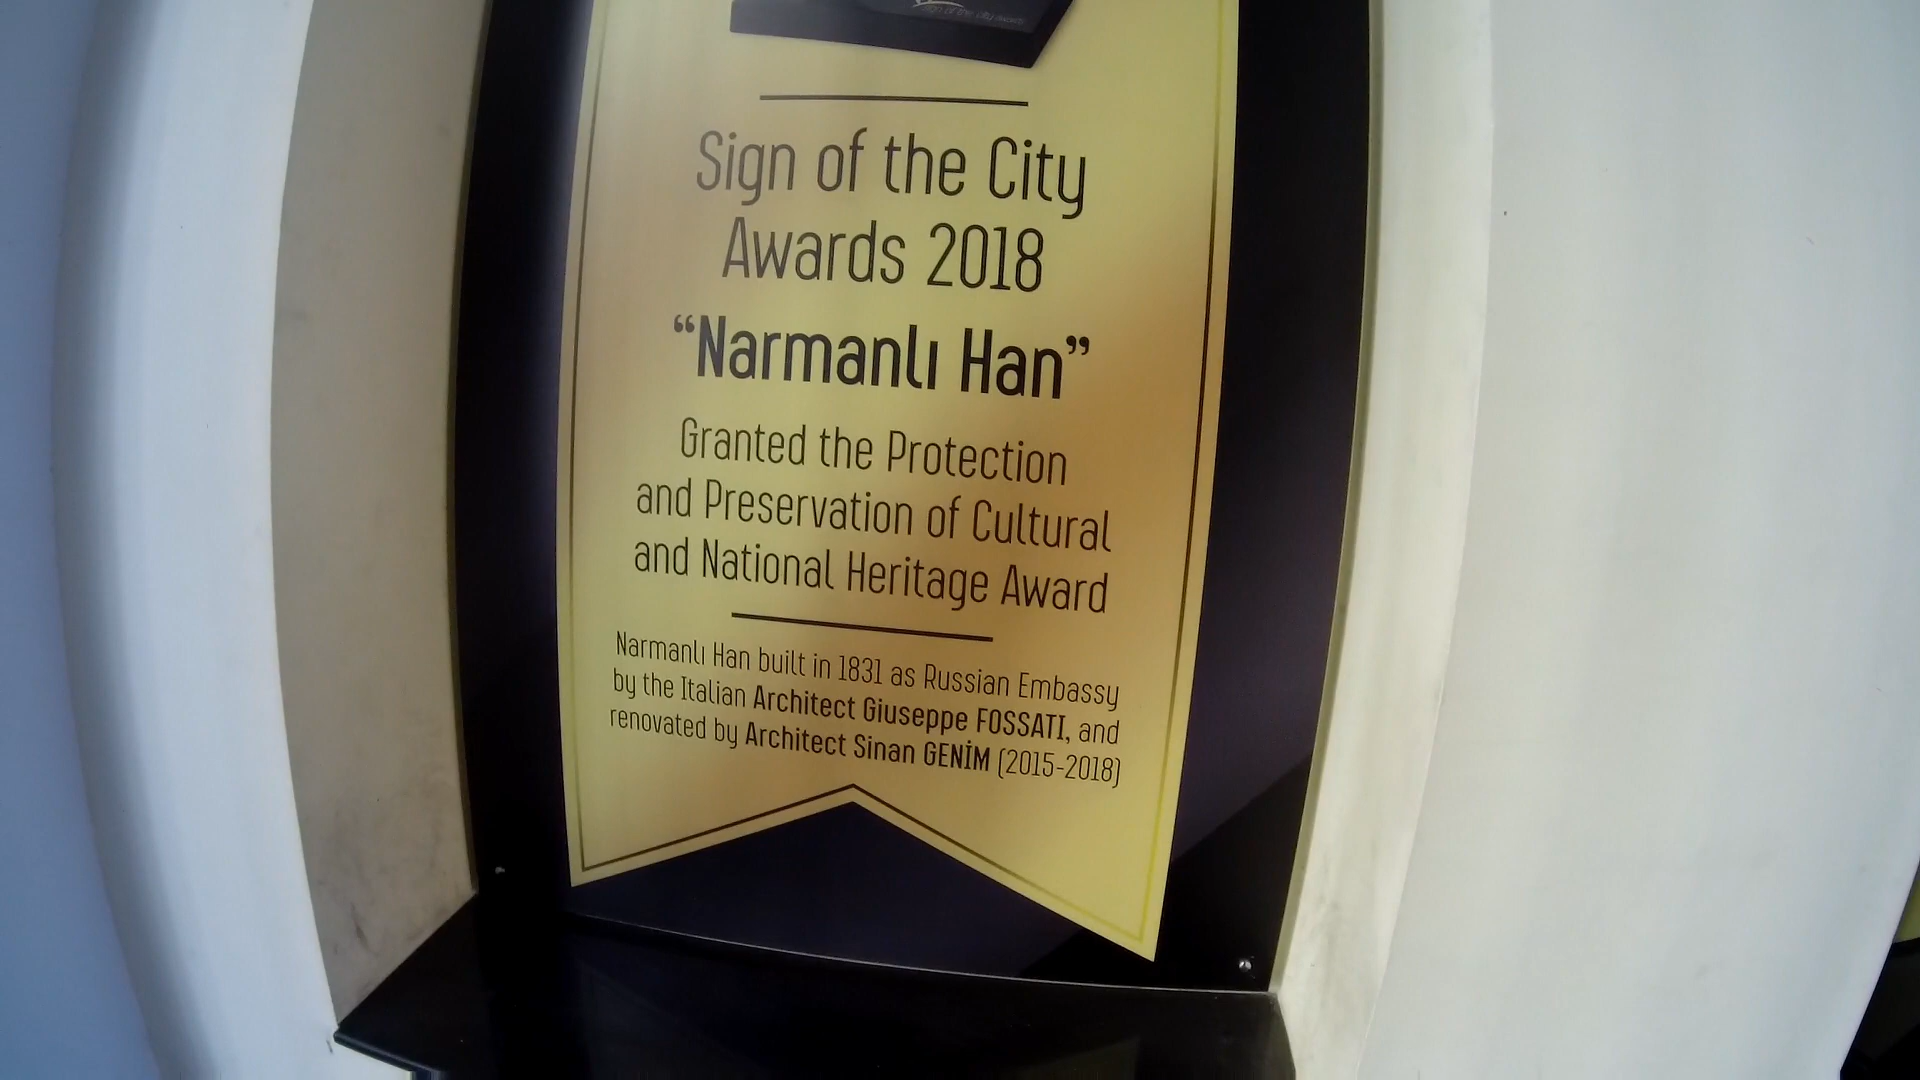 Sign of the City
Awards 2018
“Narmanlı Han”
Granted the Protection
and Preservation of Cultural
and National Heritage Award
Narmanlı Han built in 1831 as Russian Embassy
by the Italian Architect Giuseppe FOSSATI, and
renovated by Architect Sinan GENİM (2015-2018)